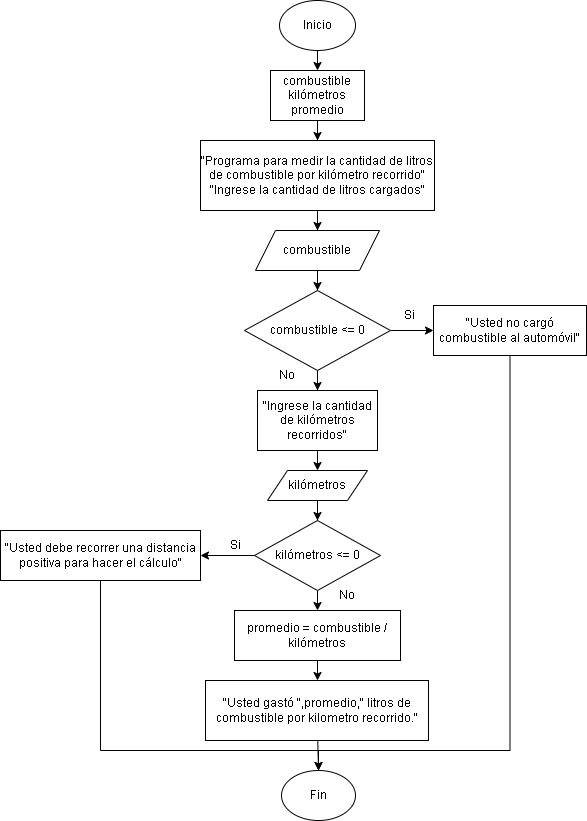 Inicio
combustible
kilómetros
promedio
"Programa para medir la cantidad de litros
de combustible por kilómetro recorrido"
"Ingrese la cantidad de litros cargados"
combustible
combustible <= 0
Si
"Usted no cargó
combustible al automóvil"
No
"Ingrese la cantidad
de kilómetros
recorridos"
kilómetros
kilómetros <= 0
Si
"Usted debe recorrer una distancia
positiva para hacer el cálculo"
No
promedio = combustible /
kilómetros
"Usted gastó ",promedio," litros de
combustible por kilometro recorrido."
Fin